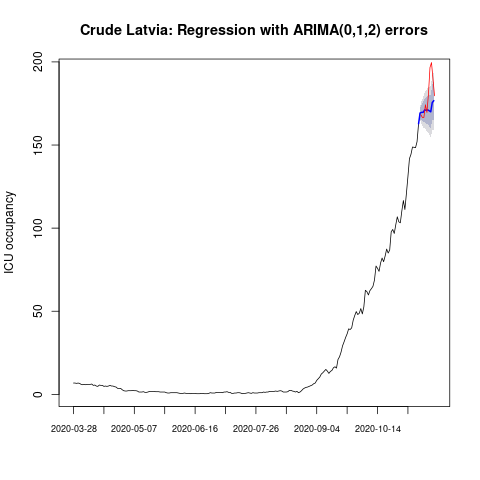 Crude Latvia: Regression with ARIMA(0,1,2) errors
ICU occupancy
200
150
100
50
0
2020-03-28 2020-05-07 2020-06-16 2020-07-26 2020-09-04 2020-10-14